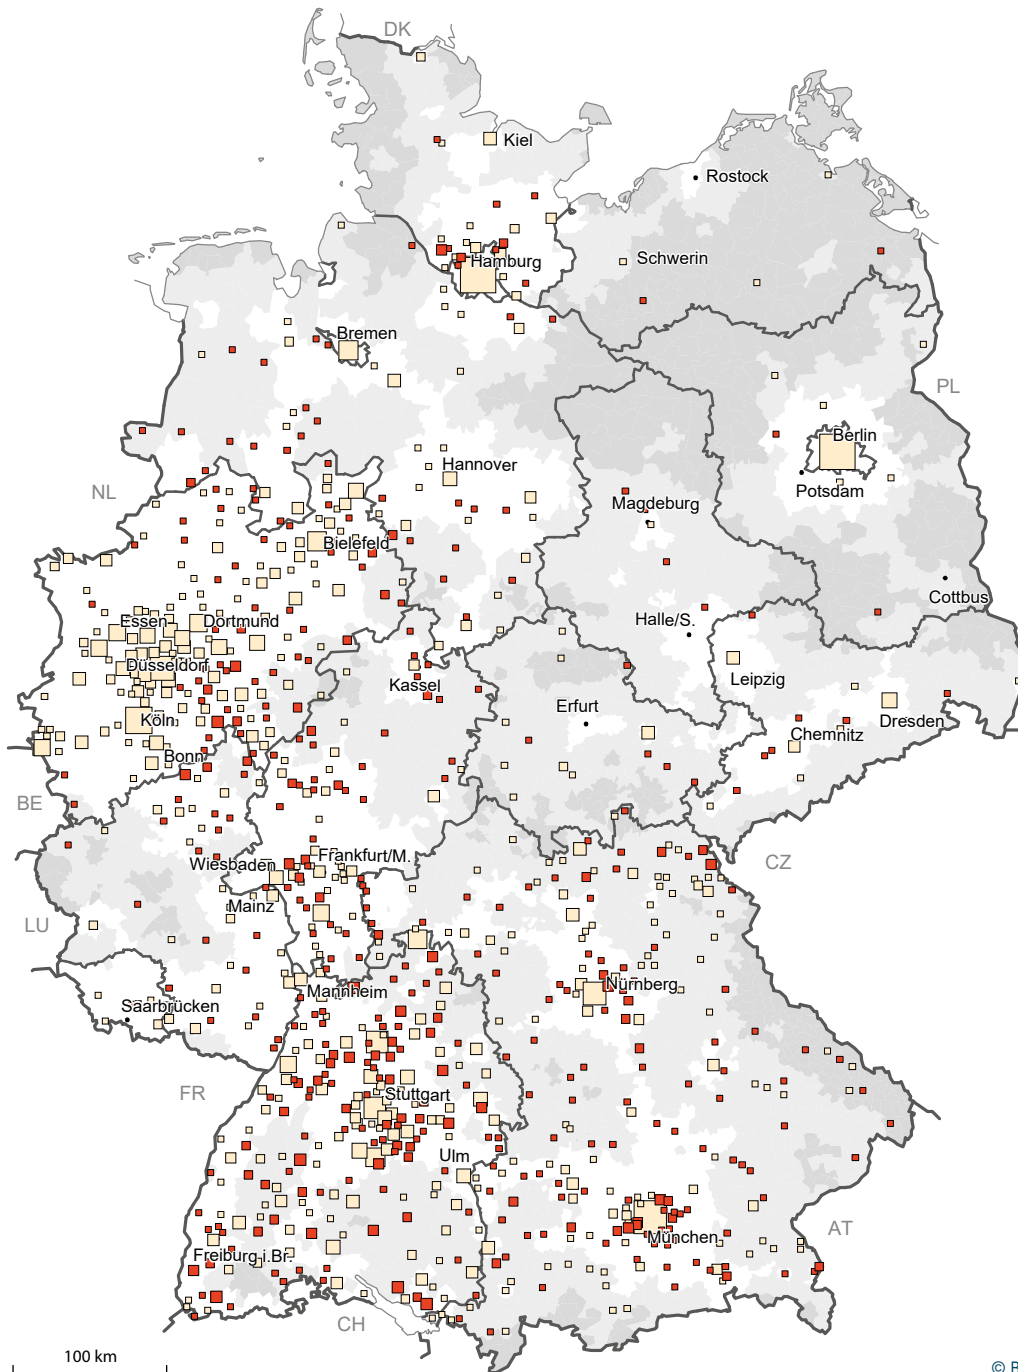 DK
Kiel
Rostock
Hamburg
Schwerin
Bremen
PL
Berlin
Hannover
NL
Potsdam
Magdeburg
Bielefeld
Cottbus
Essen
Dortmund
Halle/S.
Düsseldorf
Leipzig
Kassel
Erfurt
Köln
Dresden
Chemnitz
Bonn
BE
Frankfurt/M.
Wiesbaden
CZ
Mainz
LU
Nürnberg
Mannheim
Saarbrücken
FR
Stuttgart
Ulm
AT
München
Freiburg i.Br.
CH
100 km